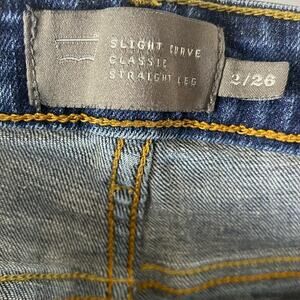 SLIGHT CURVE
CLASSIC
STRAIGHT LEG
2/26